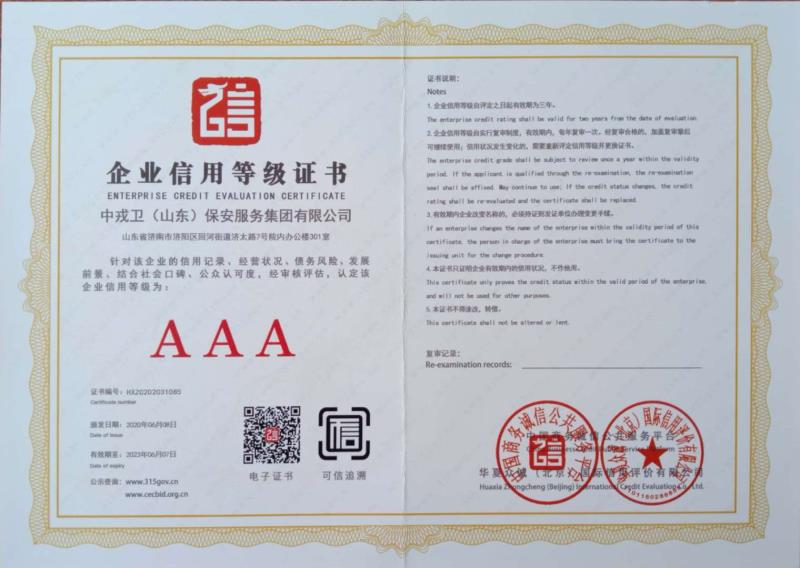 企业信用等级证书
ENTERPRISE CREDIT EVALUATION CERTIFICATE
中戎卫（山东）保安服务集团有限公司
山东省济南市济阳区回河街道济太路7号院内办公楼301室
针对该企业的信用记录、经营状况、债务风险、发展
前景、结合社会口碑、公众认可度，经审核评估，认定该
企业信用等级为：
AAA
证书编号：HX20202031085
Certificate number
颁发日期：2020年06月08日
Date of issue
有效期至：2023年06月07日
Date of Expiry
公示查询：www.315gov.cn
www.cecbid.org.cn
电子证书
可信追溯
证书说明：
Notes
1. 企业信用等级自评定之日起有效期为三年。
The enterprise credit rating shall be valid for two years from the date of evaluation.
2. 企业信用等级自实行复审制度，有效期内，每年复审一次，经复审合格的，加盖复审章后
可继续使用；信用状况发生变化的，需要重新评定信用等级并更换证书。
The enterprise credit grade shall be subject to review once a year within the validity
period. If the applicant is qualified through the re-examination, the re-examination
seal shall be affixed. May continue to use; If the credit status changes, the credit
rating shall be re-evaluated and the certificate shall be replaced.
3. 有效期内企业改变名称的，必须持证到发证单位办理变更手续。
If an enterprise changes the name of the enterprise within the validity period of this
certificate, the person in charge of the enterprise must bring the certificate to the
issuing unit for the change procedure.
4. 本证书只证明企业有效期内的信用状况，不作他用。
This certificate only proves the credit status within the valid period of the enterprise,
and will not be used for other purposes.
5. 本证书不得涂改，转借。
This certificate shall not be altered or lent.
复审记录：
Re-examination records:
中国商务诚信公共服务平台
华夏众诚（北京）国际信用评价有限公司
Huaxia Zhongcheng (Beijing) International Credit Evaluation Co., Ltd.